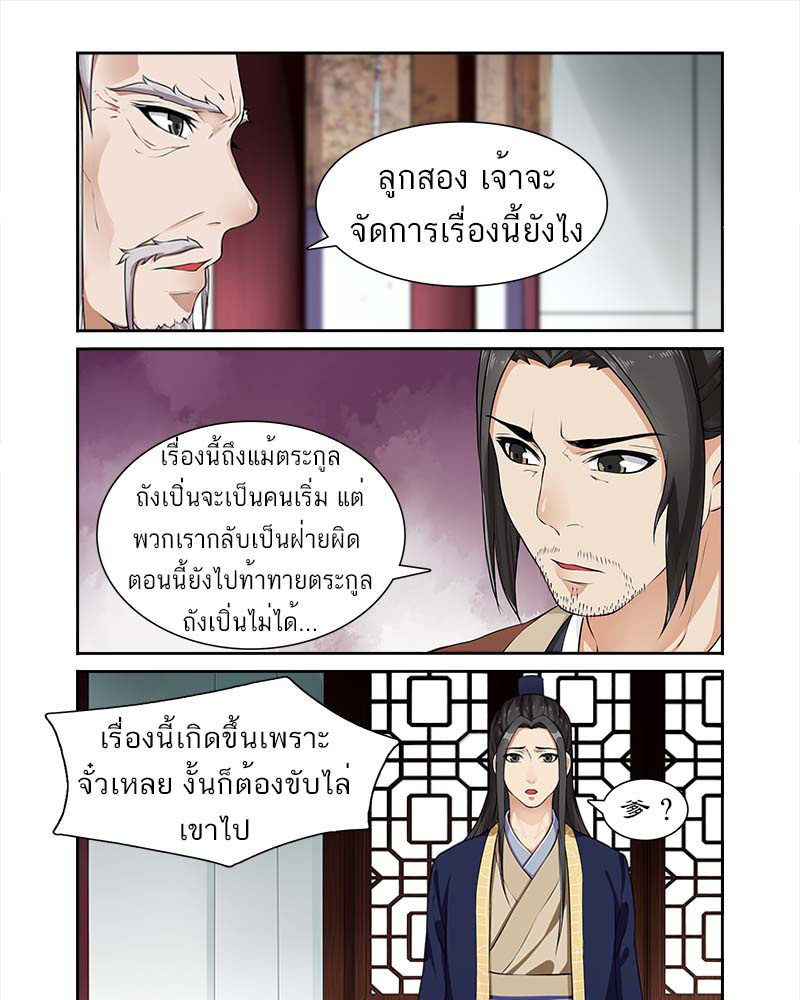 ลูกสอง เจ้าจะ
จัดการเรื่องนี้ยังไง
เรื่องนี้ถึงแม้ตระกูล
ถังเปิ่นจะเป็นคนเริ่ม แต่
พวกเรากลับเป็นฝ่ายผิด
ตอนนี้ยังไปท้าทายตระกูล
ถังเปิ่นไม่ได้...
เรื่องนี้เกิดขึ้นเพราะ
จั๋วเหลย งั้นก็ต้องขับไล่
เขาไป
爹 ?